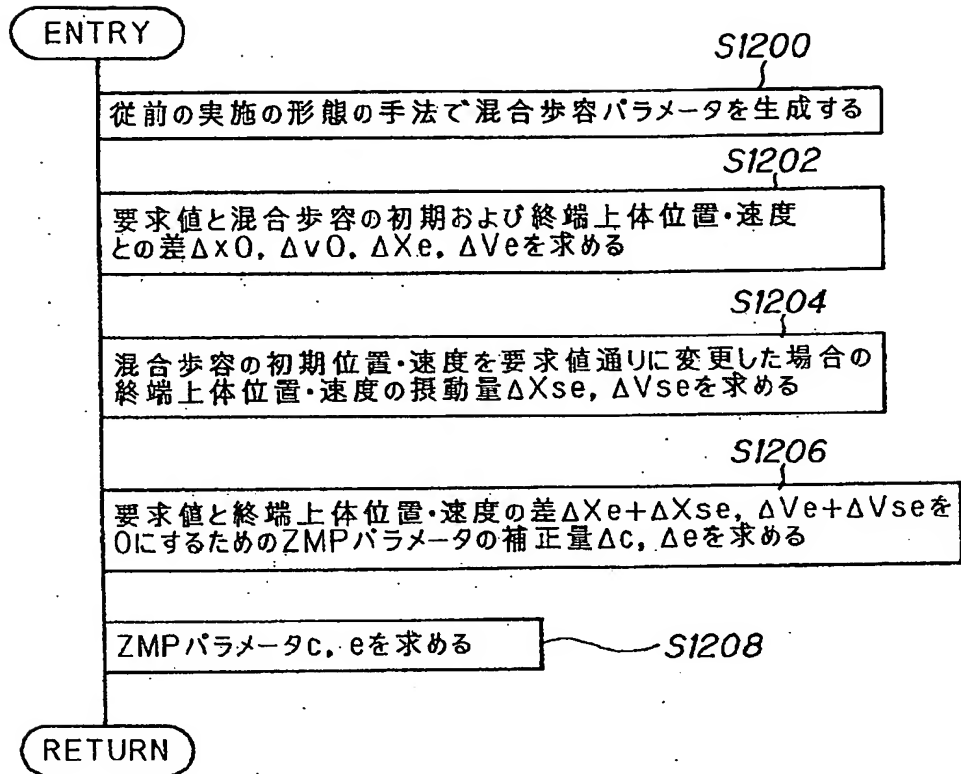 ENTRY
S1200
従前の実施の形態の手法で混合歩容パラメータを生成する
S1202
要求値と混合歩容の初期および終端上体位置・速度
との差Δx0, Δv0, ΔXe, ΔVeを求める
S1204
混合歩容の初期位置・速度を要求値通りに変更した場合の
終端上体位置・速度の摂動量ΔXse, ΔVseを求める
S1206
要求値と終端上体位置・速度の差ΔXe+ΔXse, ΔVe+ΔVseを
0にするためのZMPパラメータの補正量Δc, Δeを求める
ZMPパラメータc, eを求める
S1208
RETURN